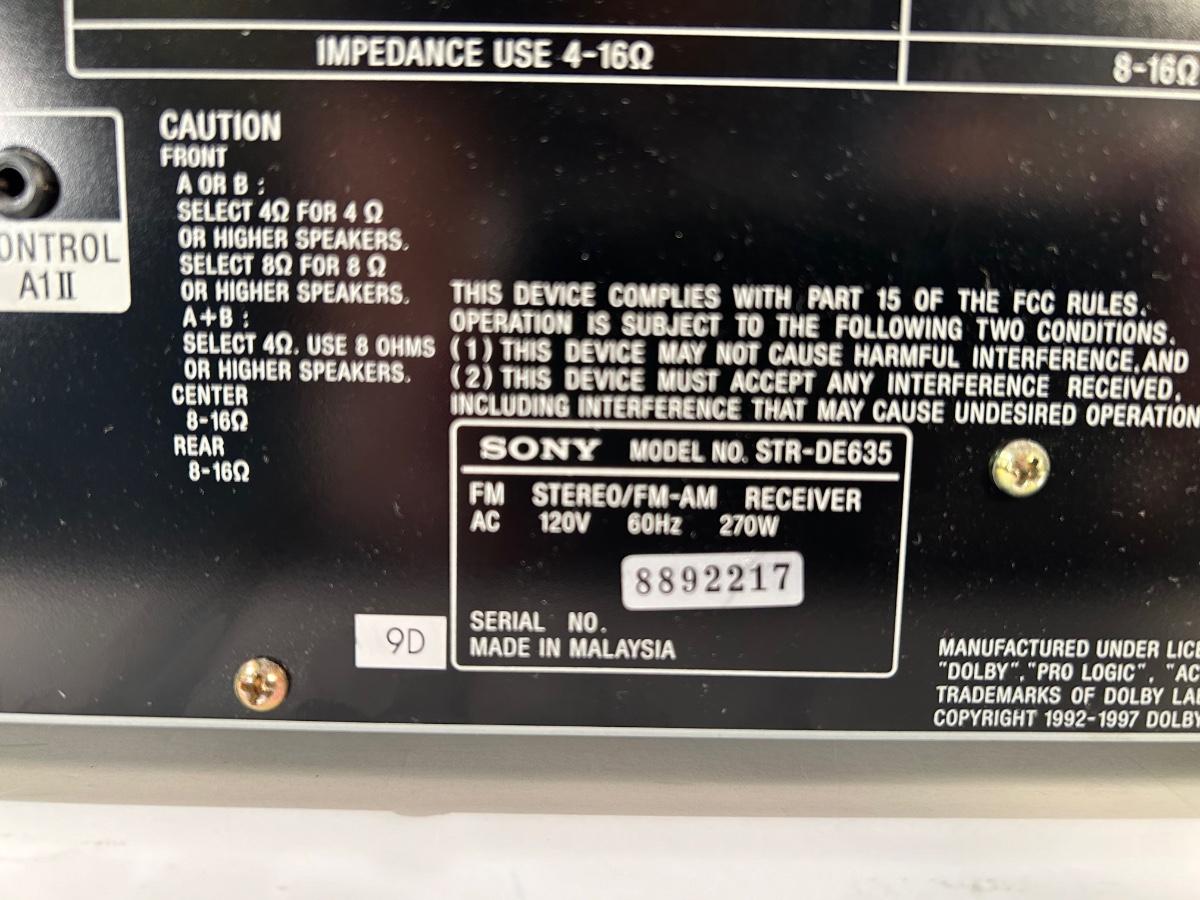 IMPEDANCE USE 4-16Ω
8-16Ω
CONTROL
A1 II
CAUTION
FRONT
A OR B :
SELECT 4Ω FOR 4 Ω
OR HIGHER SPEAKERS.
SELECT 8Ω FOR 8 Ω
OR HIGHER SPEAKERS.
A+B :
SELECT 4Ω. USE 8 OHMS
OR HIGHER SPEAKERS.
CENTER
8-16Ω
REAR
8-16Ω
THIS DEVICE COMPLIES WITH PART 15 OF THE FCC RULES.
OPERATION IS SUBJECT TO THE FOLLOWING TWO CONDITIONS.
(1) THIS DEVICE MAY NOT CAUSE HARMFUL INTERFERENCE, AND
(2) THIS DEVICE MUST ACCEPT ANY INTERFERENCE RECEIVED.
INCLUDING INTERFERENCE THAT MAY CAUSE UNDESIRED OPERATION
SONY MODEL NO. STR-DE635
FM STEREO/FM-AM RECEIVER
AC 120V 60Hz 270W
8892217
SERIAL NO.
MADE IN MALAYSIA
9D
MANUFACTURED UNDER LICE
"DOLBY", "PRO LOGIC", "AC
TRADEMARKS OF DOLBY LA
COPYRIGHT 1992-1997 DOLBY